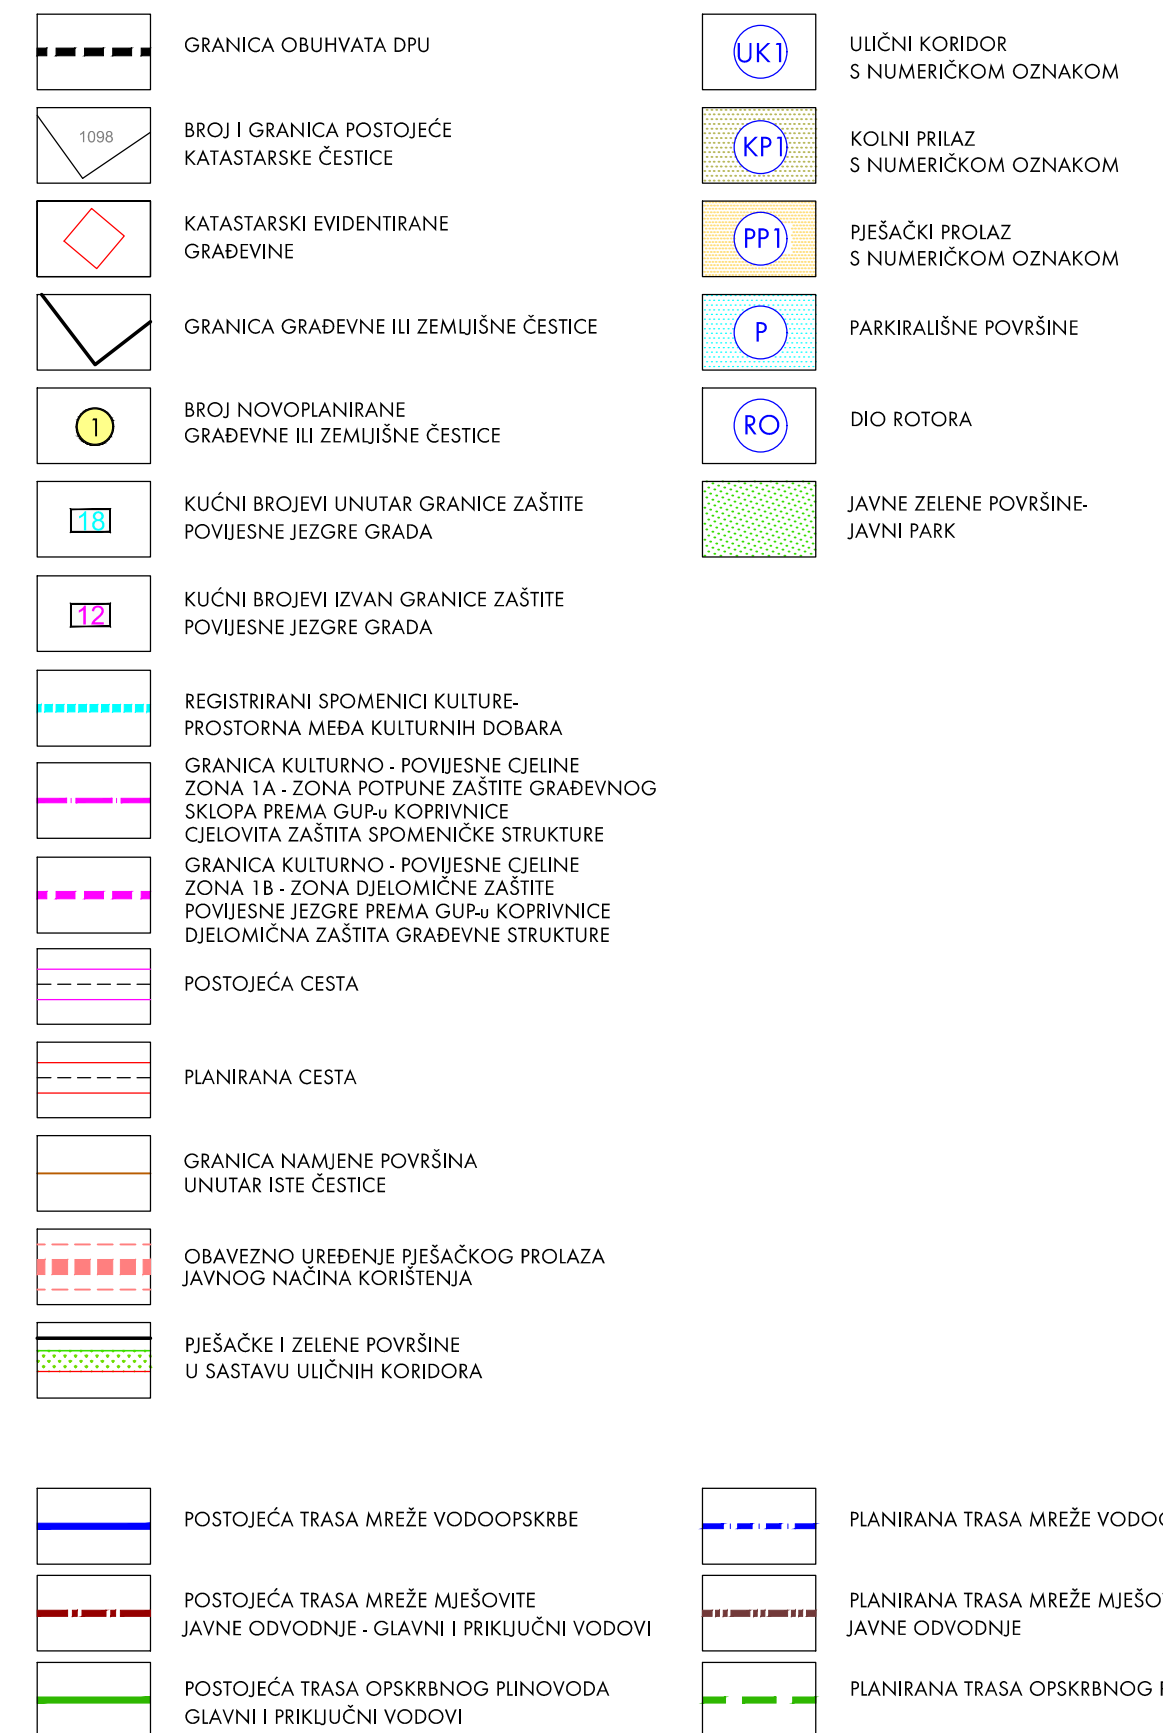 GRANICA OBUHVATA DPU
1098
BROJ I GRANICA POSTOJEĆE
KATASTARSKE ČESTICE
KATASTARSKI EVIDENTIRANE
GRAĐEVINE
GRANICA GRAĐEVNE ILI ZEMLJIŠNE ČESTICE
1
BROJ NOVOPLANIRANE
GRAĐEVNE ILI ZEMLJIŠNE ČESTICE
18
KUĆNI BROJEVI UNUTAR GRANICE ZAŠTITE
POVIJESNE JEZGRE GRADA
12
KUĆNI BROJEVI IZVAN GRANICE ZAŠTITE
POVIJESNE JEZGRE GRADA
REGISTRIRANI SPOMENICI KULTURE-
PROSTORNA MEĐA KULTURNIH DOBARA
GRANICA KULTURNO - POVIJESNE CJELINE
ZONA 1A - ZONA POTPUNE ZAŠTITE GRAĐEVNOG
SKLOPA PREMA GUP-u KOPRIVNICE
CJELOVITA ZAŠTITA SPOMENIČKE STRUKTURE
GRANICA KULTURNO - POVIJESNE CJELINE
ZONA 1B - ZONA DJELOMIČNE ZAŠTITE
POVIJESNE JEZGRE PREMA GUP-u KOPRIVNICE
DJELOMIČNA ZAŠTITA GRAĐEVNE STRUKTURE
POSTOJEĆA CESTA
PLANIRANA CESTA
GRANICA NAMJENE POVRŠINA
UNUTAR ISTE ČESTICE
OBAVEZNO UREĐENJE PJEŠAČKOG PROLAZA
JAVNOG NAČINA KORIŠTENJA
PJEŠAČKE I ZELENE POVRŠINE
U SASTAVU ULIČNIH KORIDORA
UK1
ULIČNI KORIDOR
S NUMERIČKOM OZNAKOM
KP1
KOLNI PRILAZ
S NUMERIČKOM OZNAKOM
PP1
PJEŠAČKI PROLAZ
S NUMERIČKOM OZNAKOM
P
PARKIRALIŠNE POVRŠINE
RO
DIO ROTORA
JAVNE ZELENE POVRŠINE-
JAVNI PARK
POSTOJEĆA TRASA MREŽE VODOOPSKRBE
POSTOJEĆA TRASA MREŽE MJEŠOVITE
JAVNE ODVODNJE - GLAVNI I PRIKLJUČNI VODOVI
POSTOJEĆA TRASA OPSKRBNOG PLINOVODA
GLAVNI I PRIKLJUČNI VODOVI
PLANIRANA TRASA MREŽE
PLANIRANA TRASA MREŽE
JAVNE ODVODNJE
PLANIRANA TRASA OPSKRBNOG